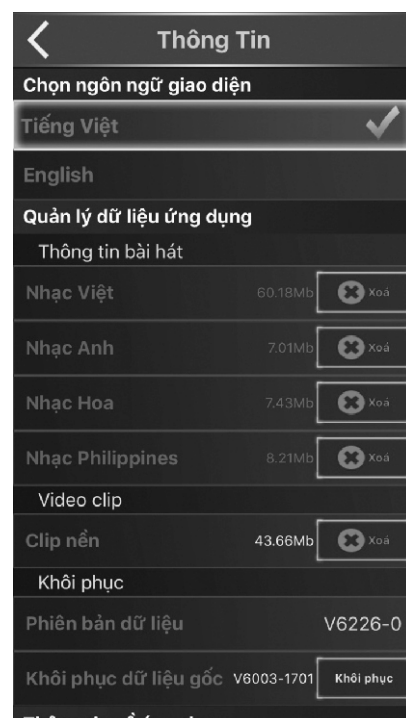 Thông Tin
Chọn ngôn ngữ giao diện
Tiếng Việt
English
Quản lý dữ liệu ứng dụng
Thông tin bài hát
Nhạc Việt 60.18Mb Xoá
Nhạc Anh 7.01Mb Xoá
Nhạc Hoa 7.43Mb Xoá
Nhạc Philippines 8.21Mb Xoá
Video clip
Clip nền 43.66Mb Xoá
Khôi phục
Phiên bản dữ liệu V6226-0
Khôi phục dữ liệu gốc V6003-1701 Khôi phục